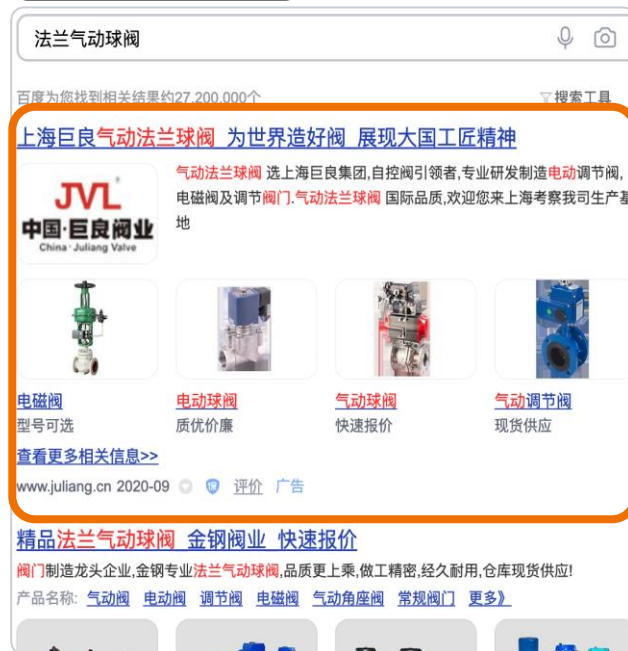 法兰气动球阀
百度为您找到相关结果约27,200,000个
搜索工具
上海巨良气动法兰球阀 为世界造好阀 展现大国工匠精神
JVL
中国·巨良阀业
China·Juliang Valve
气动法兰球阀 选上海巨良集团,自控阀引领者,专业研发制造电动调节阀,
电磁阀及调节阀门.气动法兰球阀 国际品质,欢迎您来上海考察我司生产基
地
电磁阀 电动球阀 气动球阀 气动调节阀
型号可选 质优价廉 快速报价 现货供应
查看更多相关信息>>
www.juliang.cn 2020-09 保 评价 广告
精品法兰气动球阀 金钢阀业 快速报价
阀门制造龙头企业,金钢专业法兰气动球阀,品质更上乘,做工精密,经久耐用,仓库现货供应!
产品名称: 气动阀 电动阀 调节阀 电磁阀 气动角座阀 常规阀门 更多》